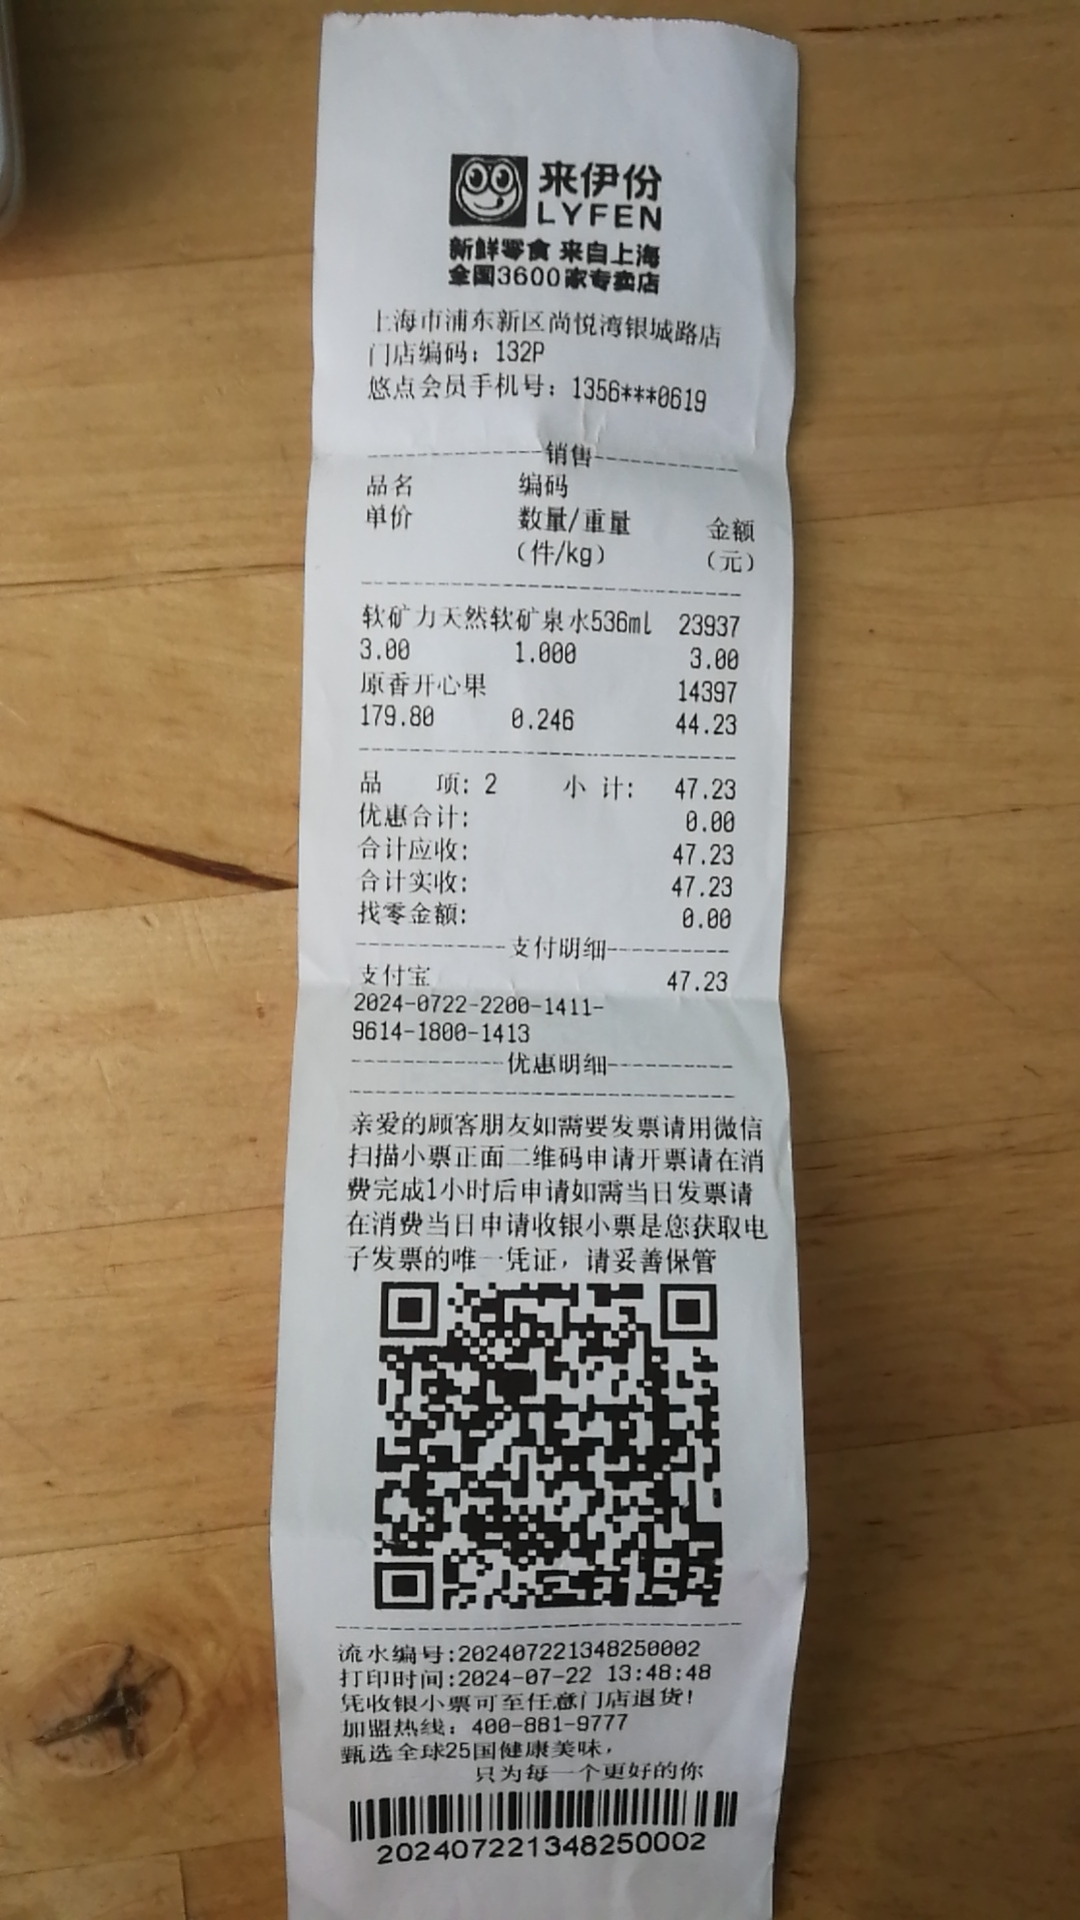 来伊份
LYFEN
新鲜零食 来自上海
全国3600家专卖店
上海市浦东新区尚悦湾银城路店
门店编码：132P
悠点会员手机号：1356***0619
-------------销售-------------
品名 编码
单价 数量/重量 金额
（件/kg） （元）
软矿力天然软矿泉水536ml 23937
3.00 1.000 3.00
原香开心果 14397
179.80 0.246 44.23
品 项: 2 小 计: 47.23
优惠合计: 0.00
合计应收: 47.23
合计实收: 47.23
找零金额: 0.00
------------支付明细------------
支付宝 47.23
2024-0722-2200-1411-
9614-1800-1413
------------优惠明细------------
亲爱的顾客朋友如需要发票请用微信
扫描小票正面二维码申请开票请在消
费完成1小时后申请如需当日发票请
在消费当日申请收银小票是您获取电
子发票的唯一凭证，请妥善保管
流水编号:202407221348250002
打印时间:2024-07-22 13:48:48
凭收银小票可至任意门店退货!
加盟热线：400-881-9777
甄选全球25国健康美味，
只为每一个更好的你
202407221348250002